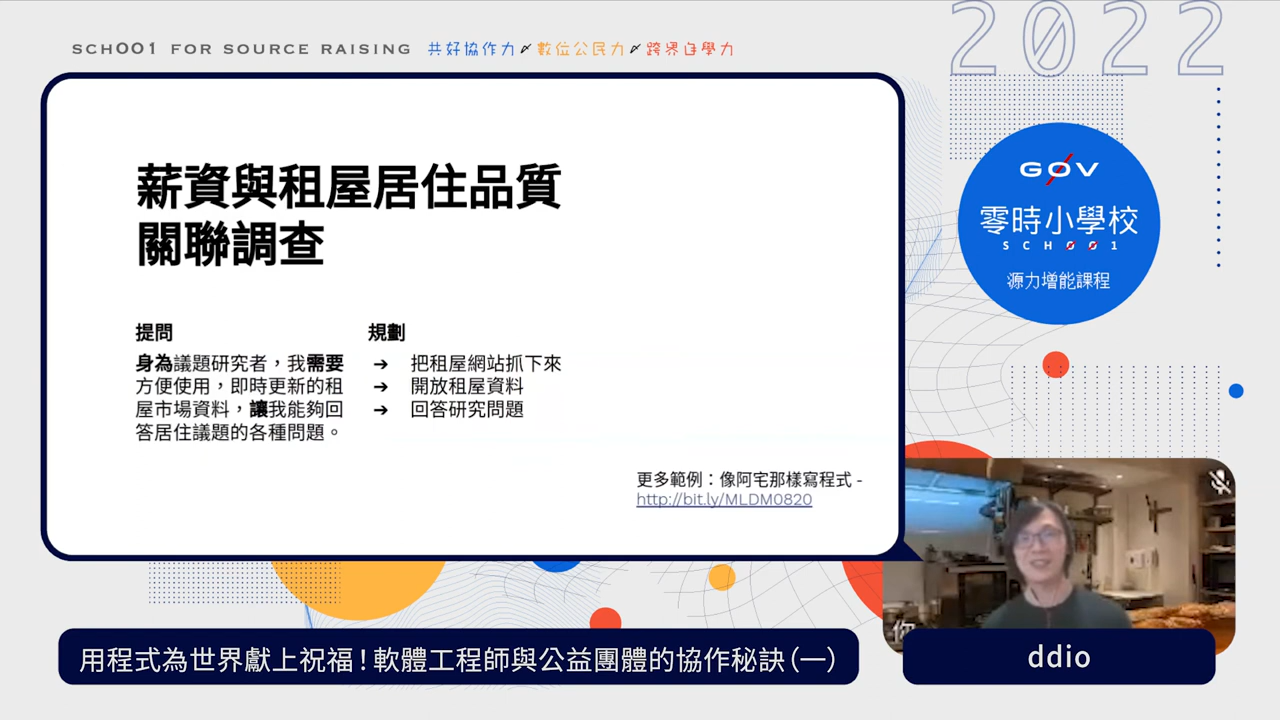 2022
SCHOO1 FOR SOURCE RAISING 共好協作力 數位公民力 跨界自學力
GØV
零時小學校
SCHØØ1
源力增能課程
薪資與租屋居住品質
關聯調查
提問
身為議題研究者，我需要
方便使用，即時更新的租
屋市場資料，讓我能夠回
答居住議題的各種問題。
規劃
➔ 把租屋網站抓下來
➔ 開放租屋資料
➔ 回答研究問題
更多範例：像阿宅那樣寫程式 -
http://bit.ly/MLDM0820
你
用程式為世界獻上祝福！軟體工程師與公益團體的協作秘訣（一）
ddio